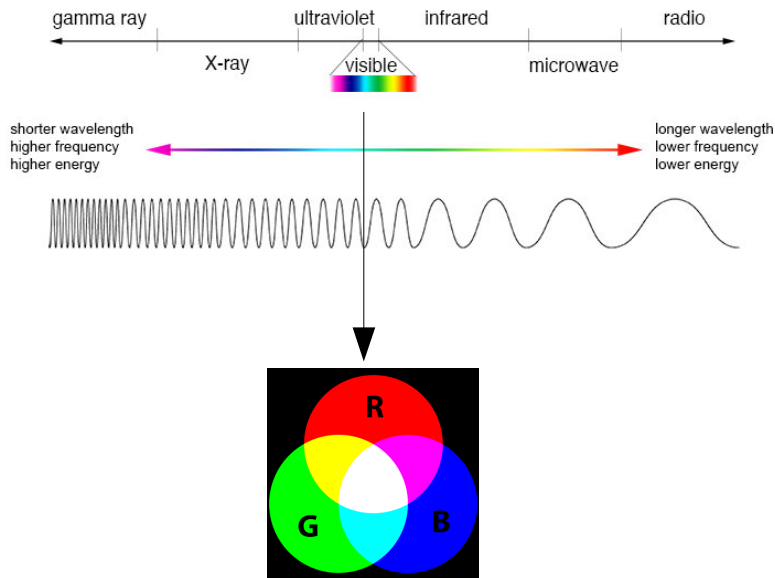 gamma ray
ultraviolet
infrared
radio
X-ray
visible
microwave
shorter wavelength
higher frequency
higher energy
longer wavelength
lower frequency
lower energy
R
G
B